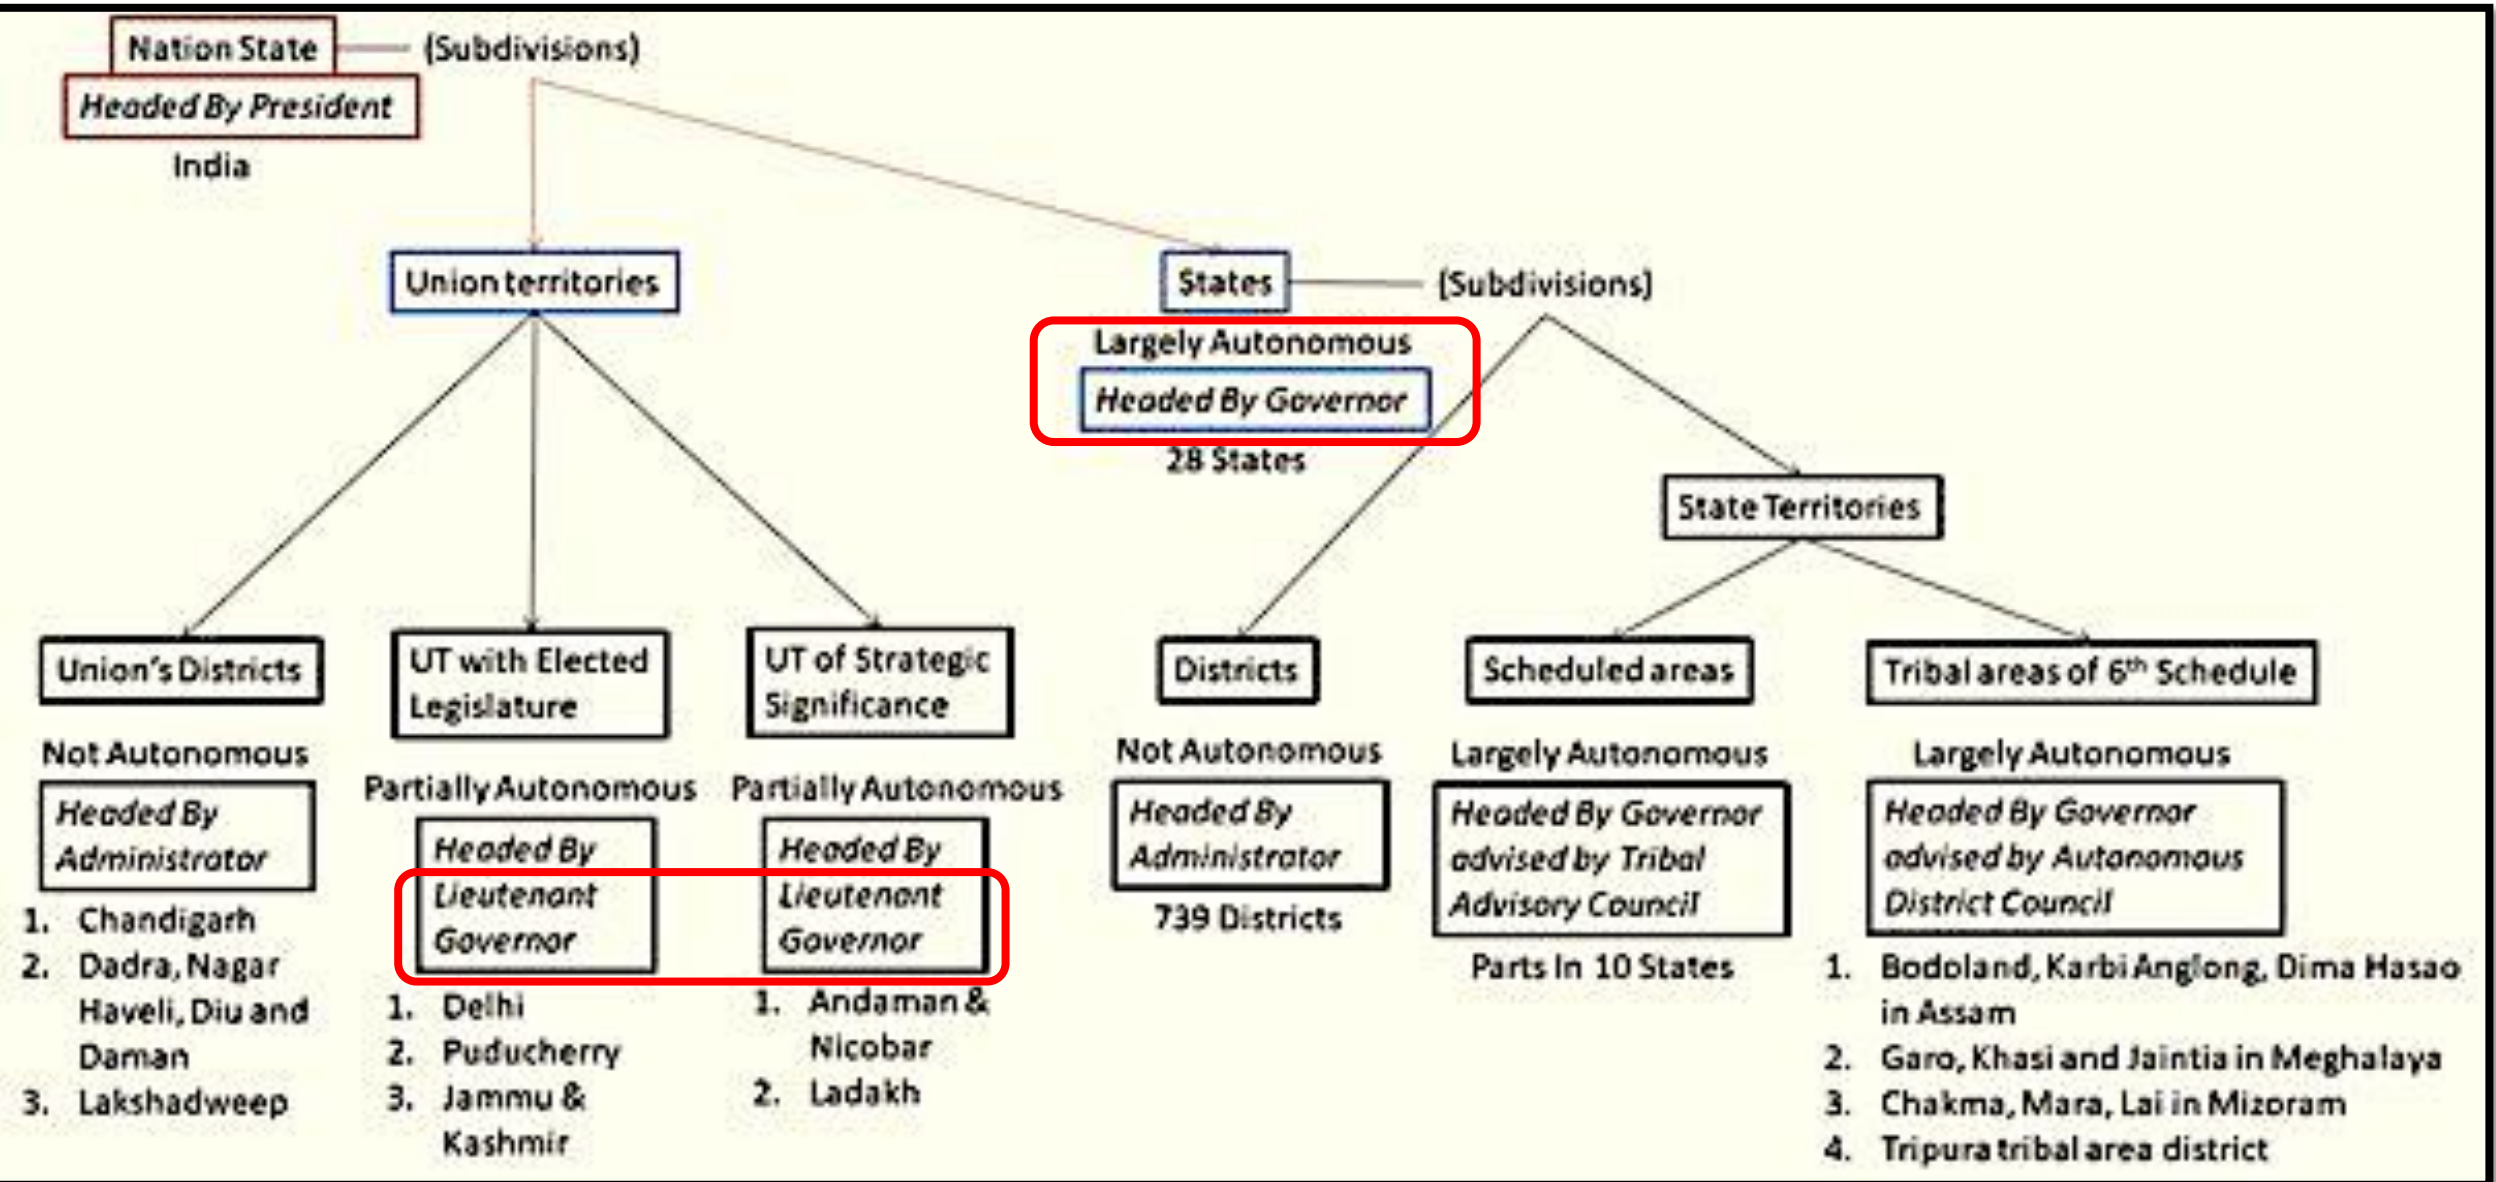 Nation State
(Subdivisions)
Headed By President
India
Union territories
States
(Subdivisions)
Largely Autonomous
Headed By Governor
28 States
State Territories
Union's Districts
Not Autonomous
Headed By
Administrator
1. Chandigarh
2. Dadra, Nagar
Haveli, Diu and
Daman
3. Lakshadweep
UT with Elected
Legislature
Partially Autonomous
Headed By
Lieutenant
Governor
1. Delhi
2. Puducherry
3. Jammu &
Kashmir
UT of Strategic
Significance
Partially Autonomous
Headed By
Lieutenant
Governor
1. Andaman &
Nicobar
2. Ladakh
Districts
Not Autonomous
Headed By
Administrator
739 Districts
Scheduled areas
Largely Autonomous
Headed By Governor
advised by Tribal
Advisory Council
Parts In 10 States
Tribal areas of 6th Schedule
Largely Autonomous
Headed By Governor
advised by Autonomous
District Council
1. Bodoland, Karbi Anglong, Dima Hasao
in Assam
2. Garo, Khasi and Jaintia in Meghalaya
3. Chakma, Mara, Lai in Mizoram
4. Tripura tribal area district